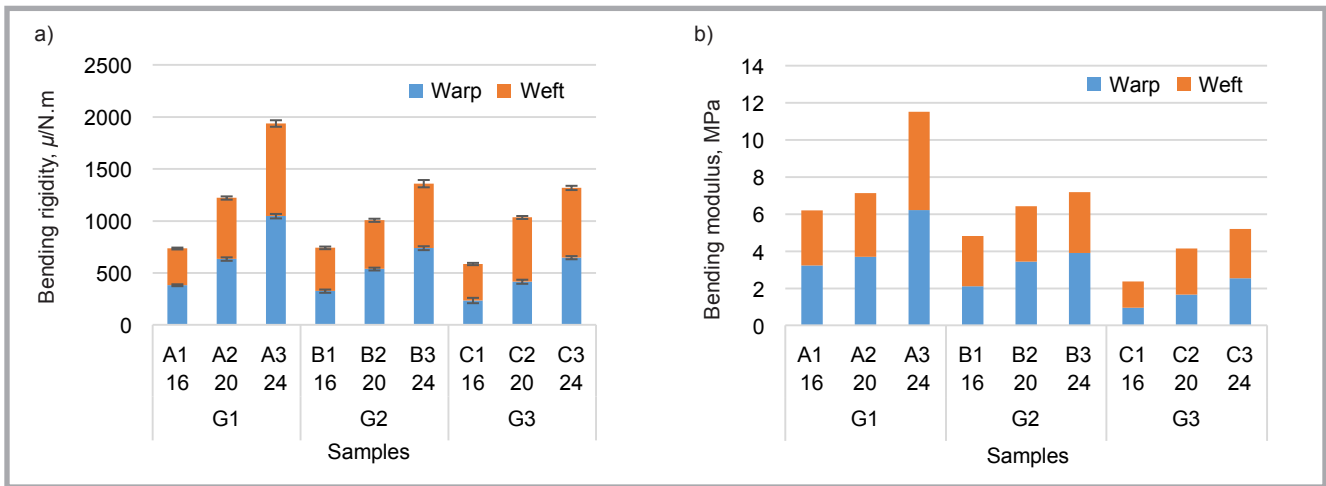 a)
2500
2000
1500
1000
500
0
Bending rigidity, µ/N.m
Warp Weft
A1 A2 A3 B1 B2 B3 C1 C2 C3
16 20 24 16 20 24 16 20 24
G1 G2 G3
Samples
b)
14
12
10
8
6
4
2
0
Bending modulus, MPa
Warp Weft
A1 A2 A3 B1 B2 B3 C1 C2 C3
16 20 24 16 20 24 16 20 24
G1 G2 G3
Samples